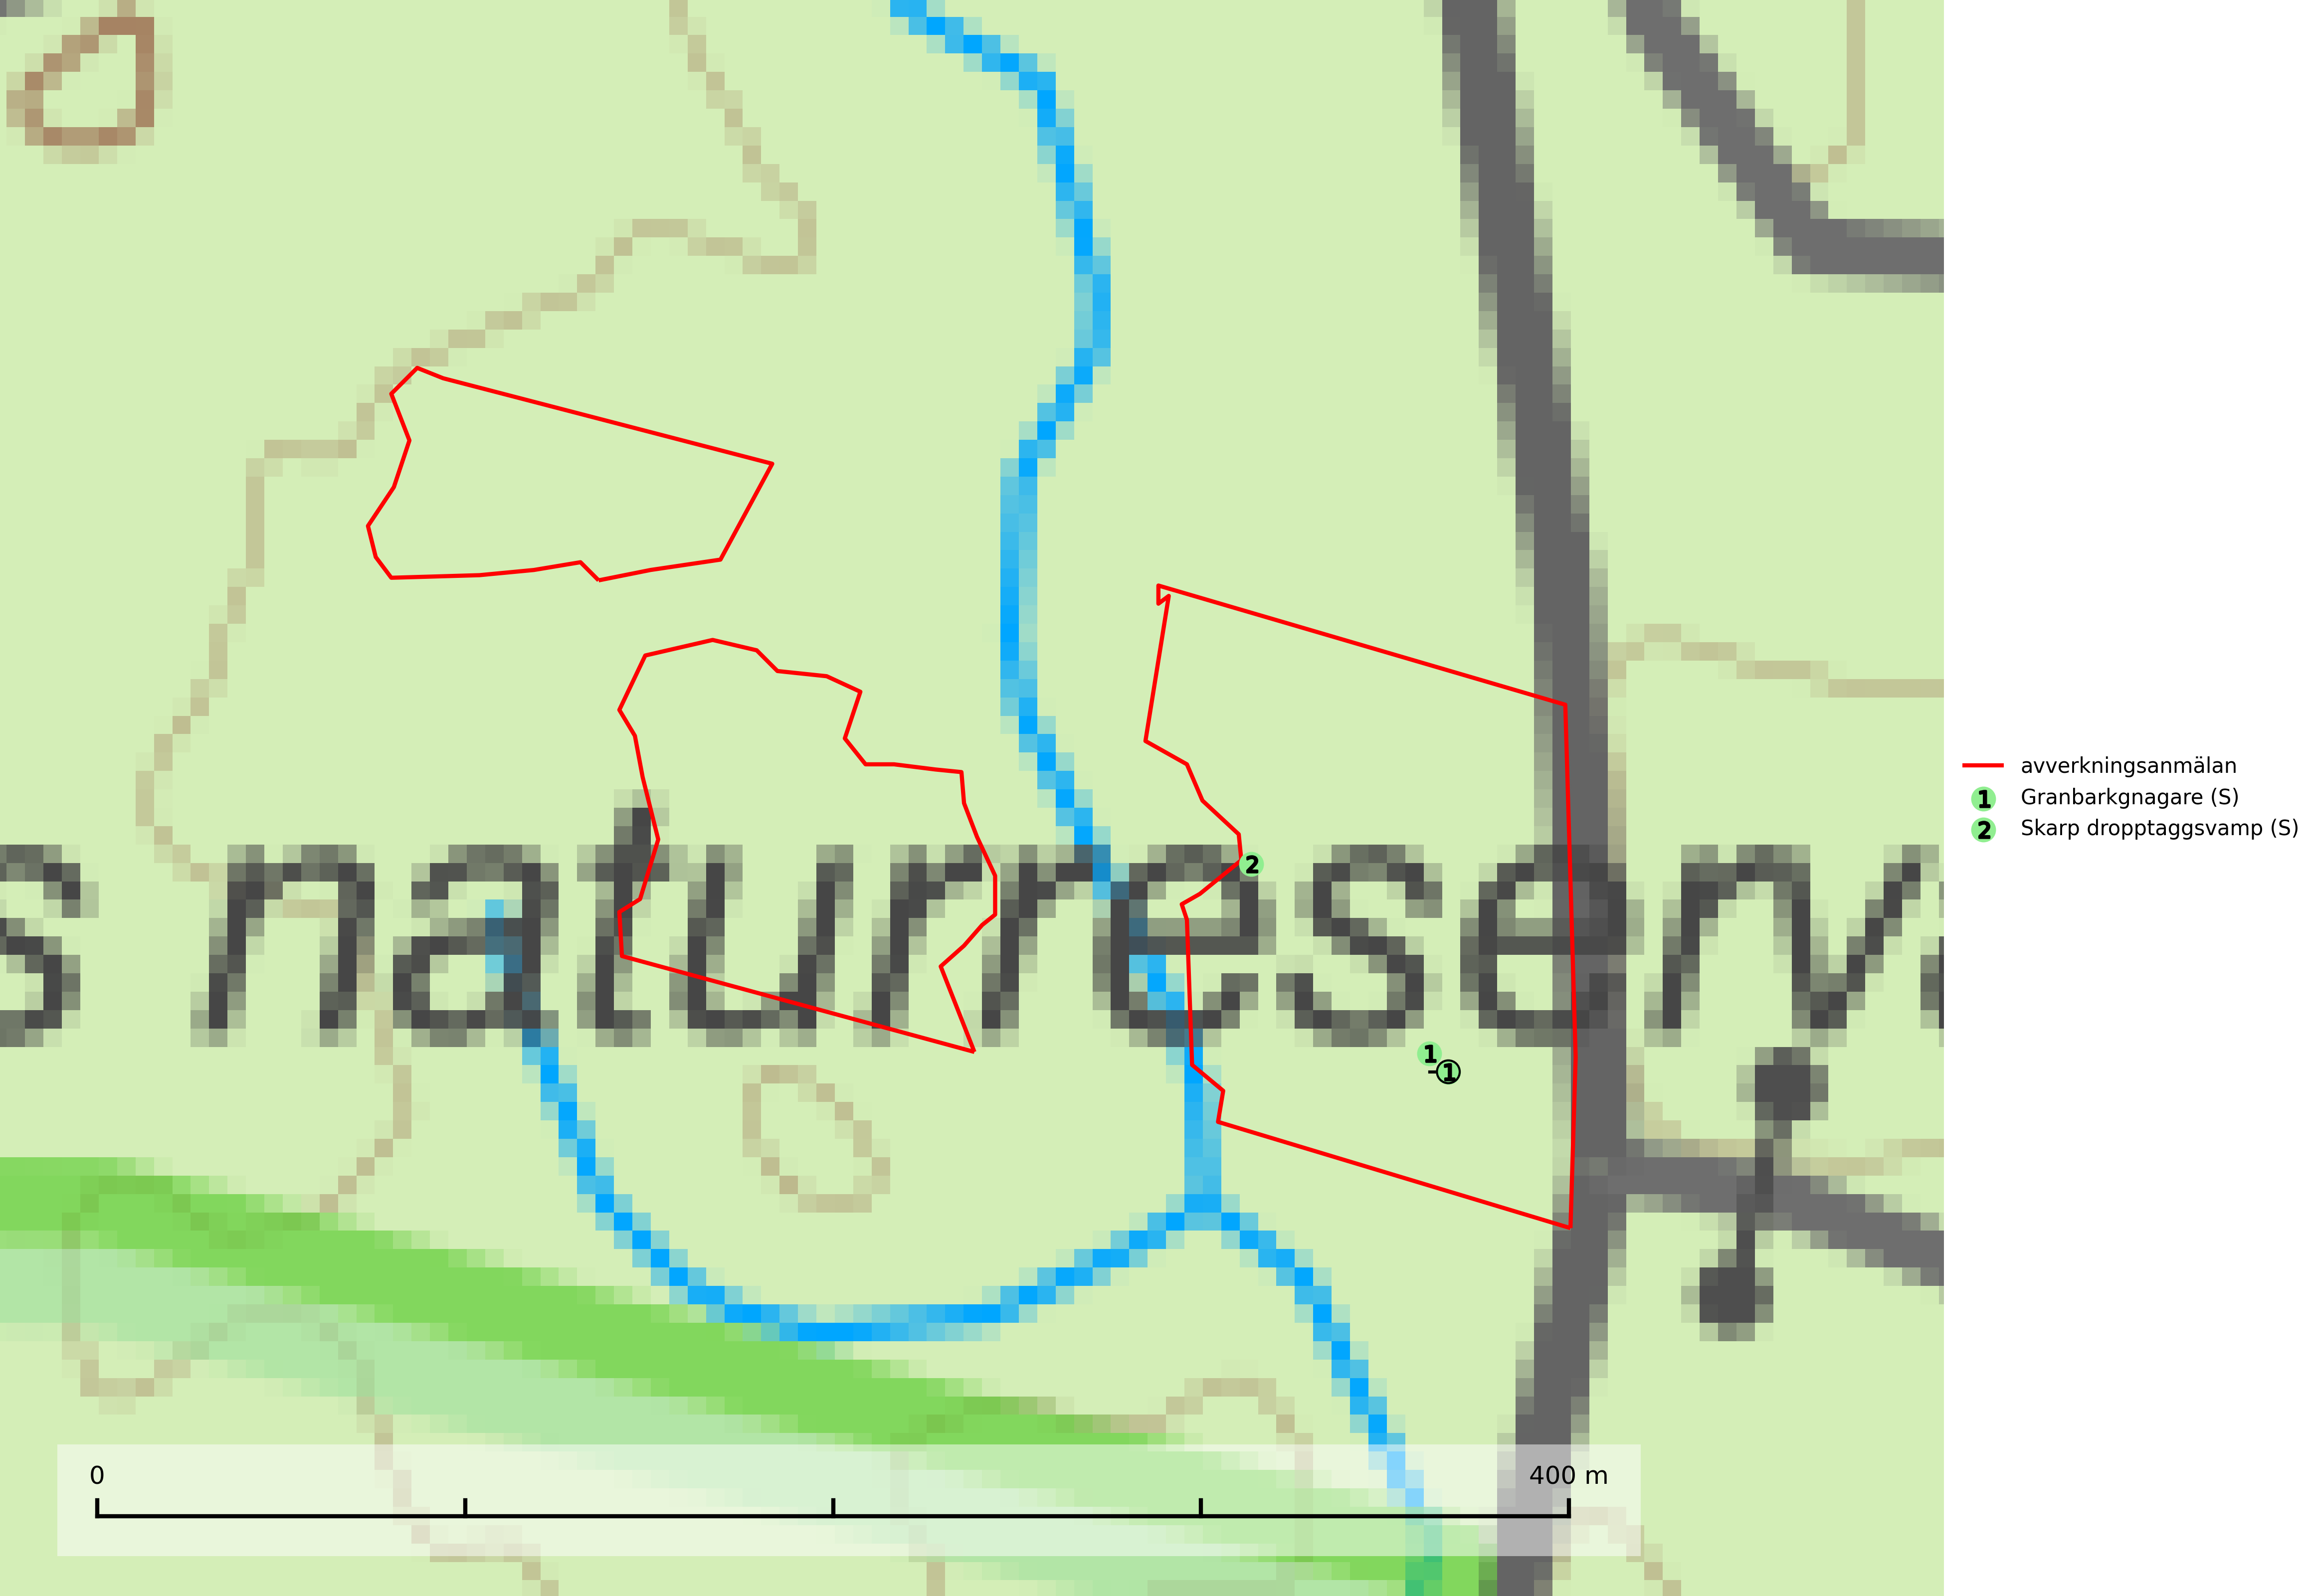 s naturreserv
2
1
1
0
400 m
avverkningsanmälan
1 Granbarkgnagare (S)
2 Skarp dropptaggsvamp (S)